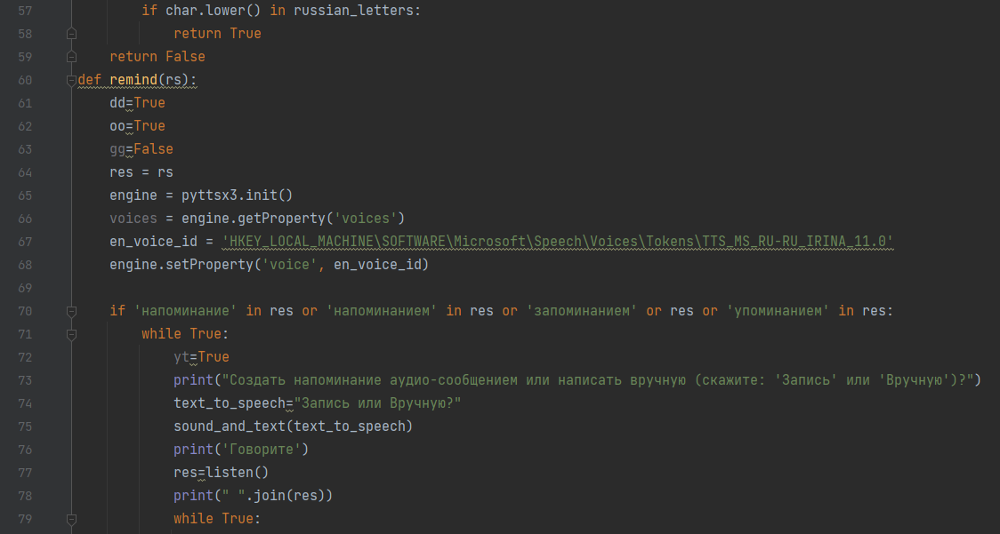 57 if char.lower() in russian_letters:
58 return True
59 return False
60 def remind(rs):
61 dd=True
62 oo=True
63 gg=False
64 res = rs
65 engine = pyttsx3.init()
66 voices = engine.getProperty('voices')
67 en_voice_id = 'HKEY_LOCAL_MACHINE\SOFTWARE\Microsoft\Speech\Voices\Tokens\TTS_MS_RU-RU_IRINA_11.0'
68 engine.setProperty('voice', en_voice_id)
69
70 if 'напоминание' in res or 'напоминанием' in res or 'запоминанием' or res or 'упоминанием' in res:
71 while True:
72 yt=True
73 print("Создать напоминание аудио-сообщением или написать вручную (скажите: 'Запись' или 'Вручную')?")
74 text_to_speech="Запись или Вручную?"
75 sound_and_text(text_to_speech)
76 print('Говорите')
77 res=listen()
78 print(" ".join(res))
79 while True: